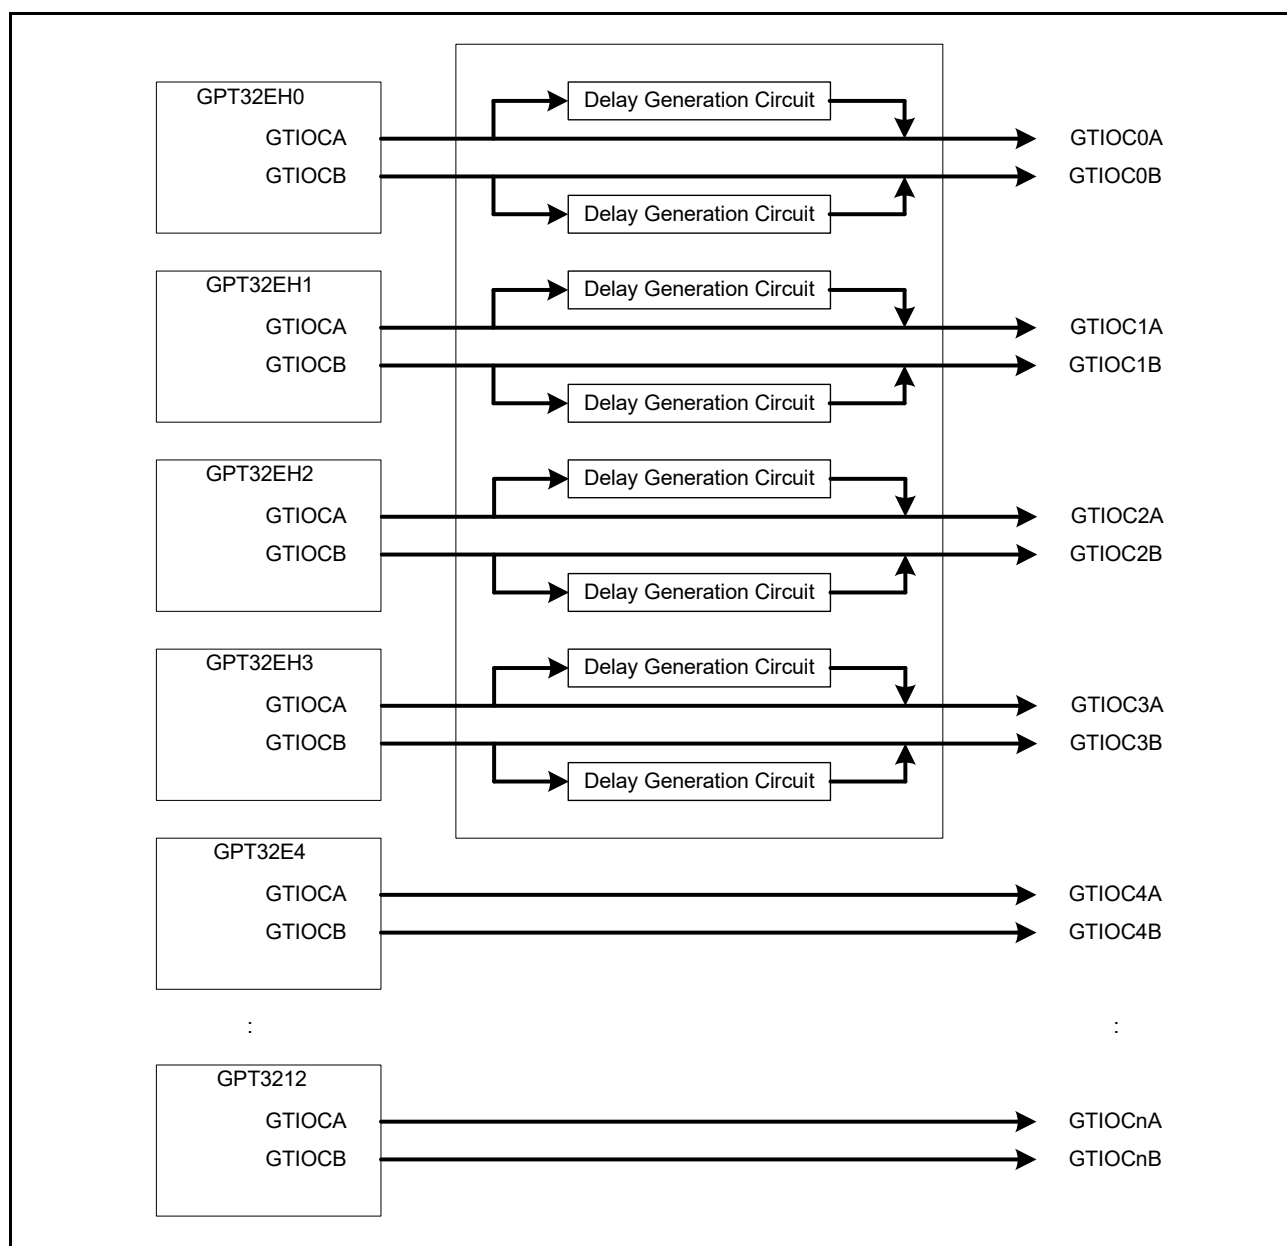 Delay Generation Circuit
GPT32EH0
GTIOCA
GTIOC0A
GTIOCB
GTIOC0B
Delay Generation Circuit
Delay Generation Circuit
GPT32EH1
GTIOCA
GTIOC1A
GTIOCB
GTIOC1B
Delay Generation Circuit
Delay Generation Circuit
GPT32EH2
GTIOCA
GTIOC2A
GTIOCB
GTIOC2B
Delay Generation Circuit
Delay Generation Circuit
GPT32EH3
GTIOCA
GTIOC3A
GTIOCB
GTIOC3B
Delay Generation Circuit
GPT32E4
GTIOCA
GTIOC4A
GTIOCB
GTIOC4B
:
:
GPT3212
GTIOCA
GTIOCnA
GTIOCB
GTIOCnB